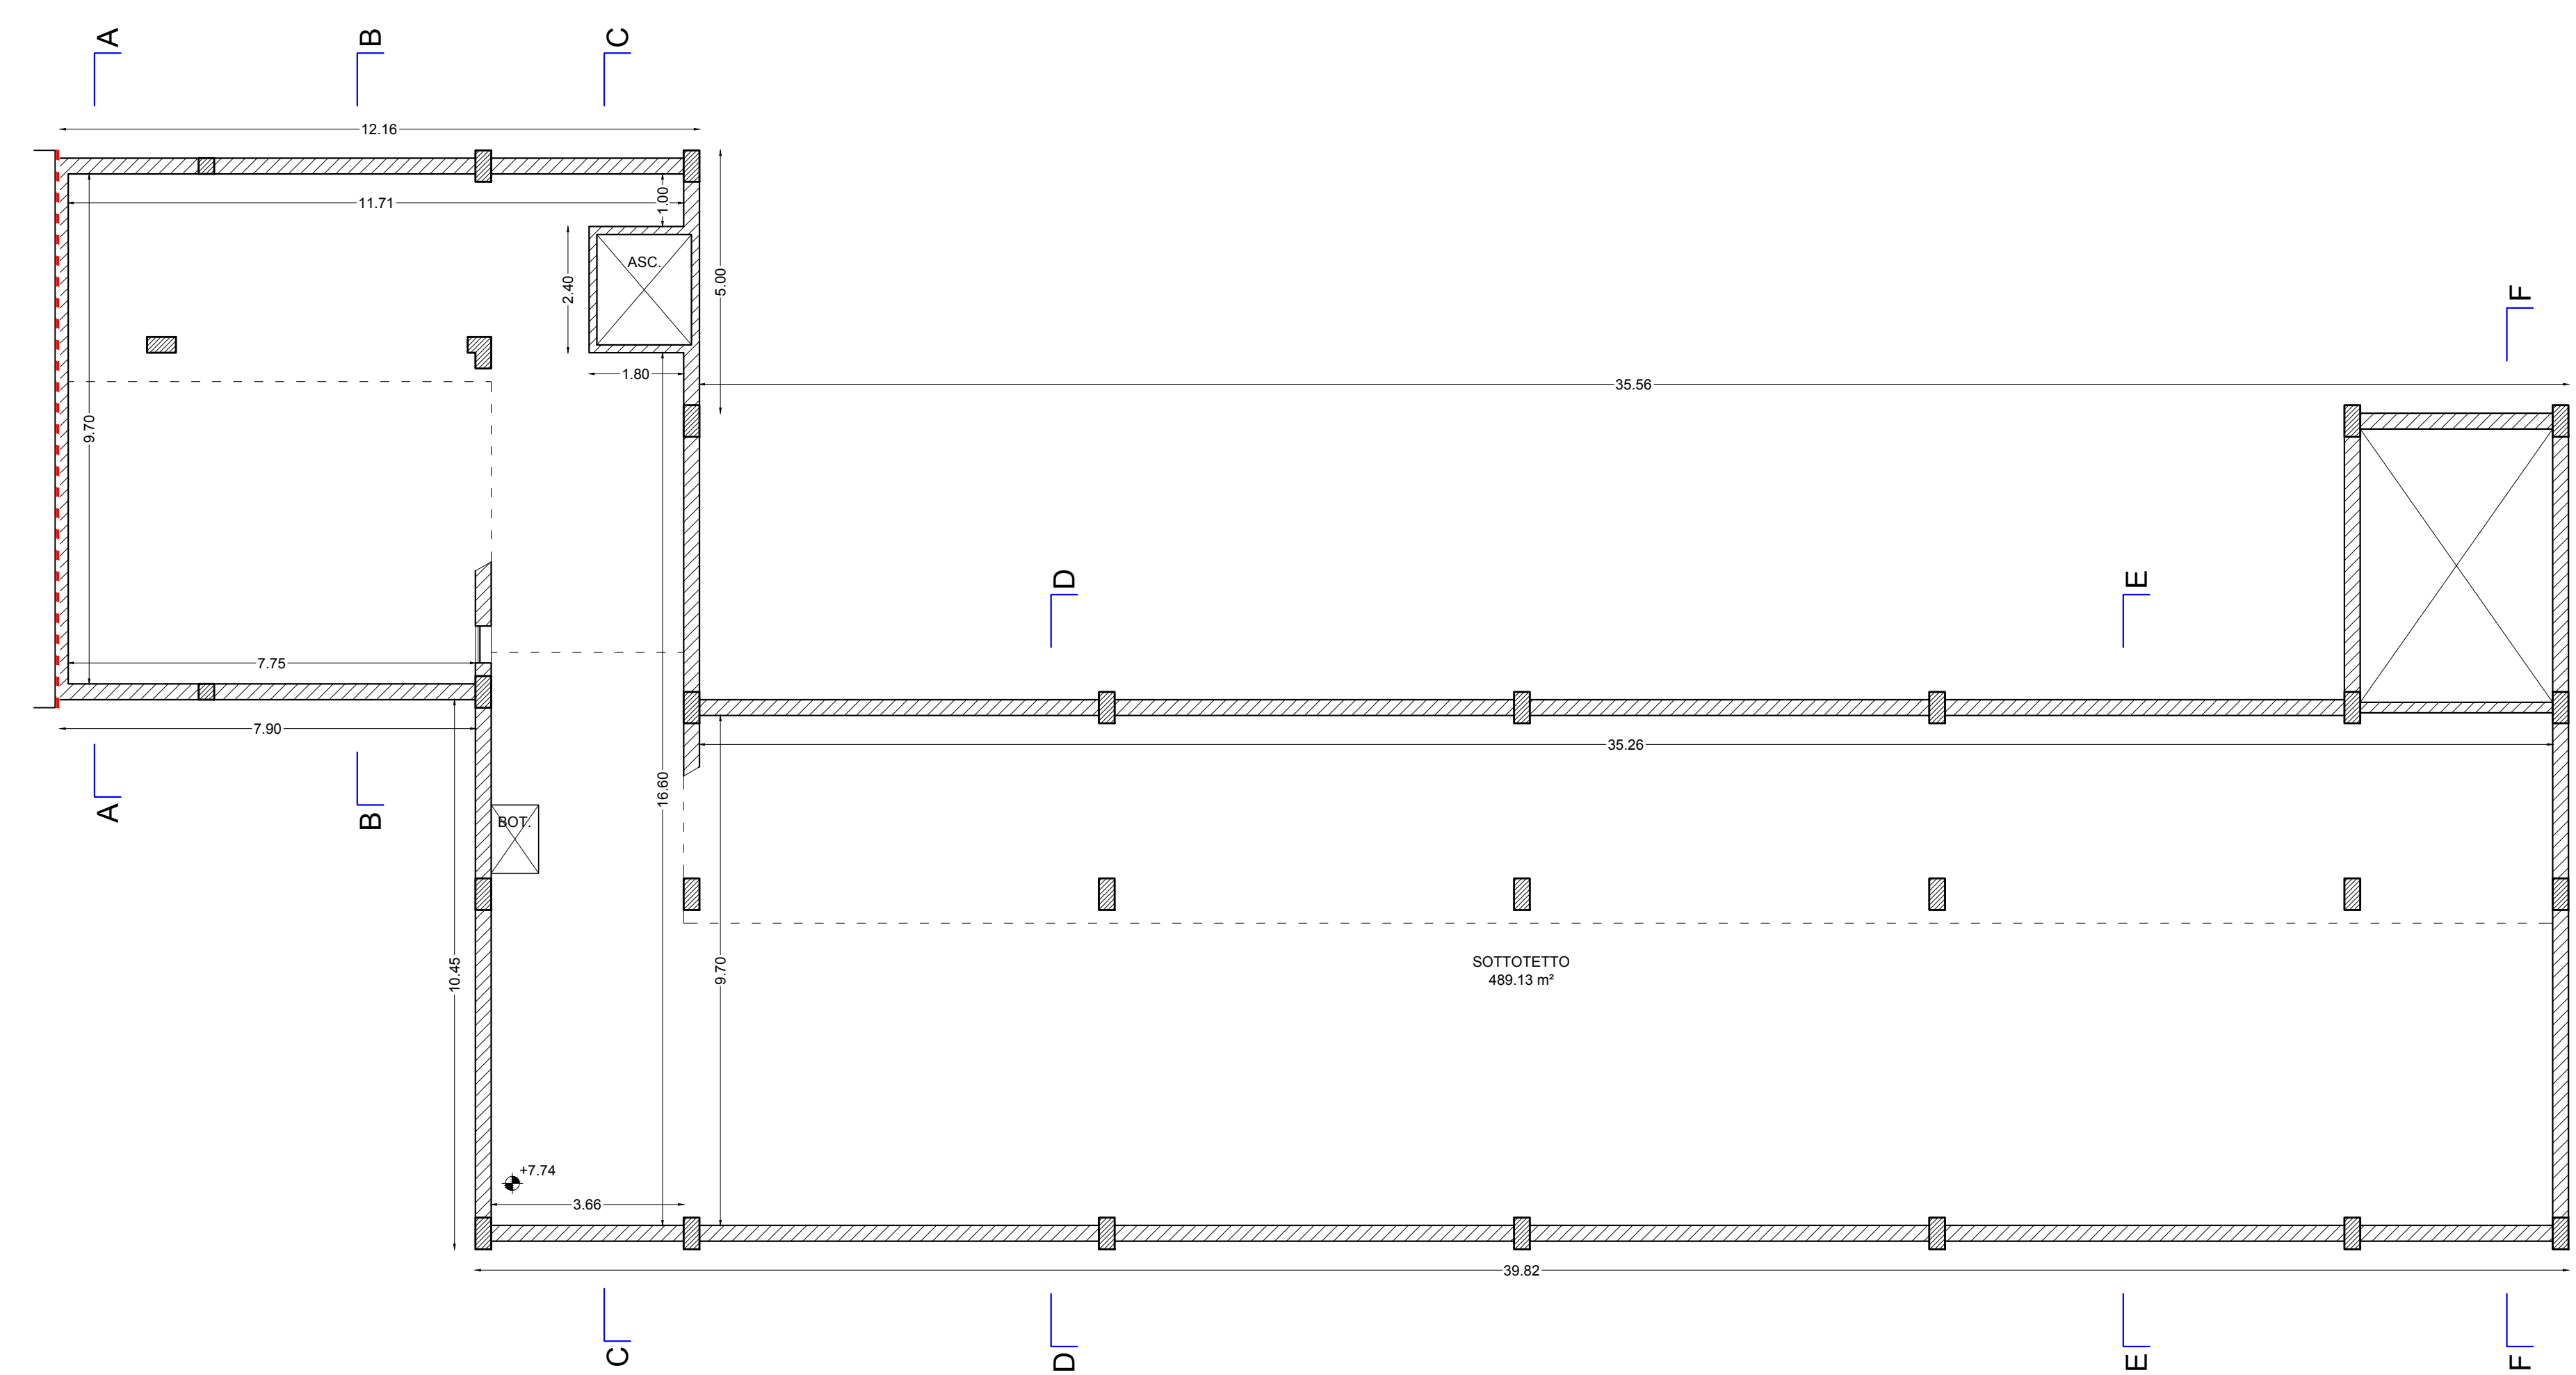 A
B
C
12.16
11.71
1.00
ASC.
2.40
5.00
F
1.80
35.56
9.70
D
E
7.75
7.90
35.26
16.60
A
B
BOT.
10.45
9.70
SOTTOTETTO
489.13 m²
+7.74
3.66
39.82
C
D
E
F